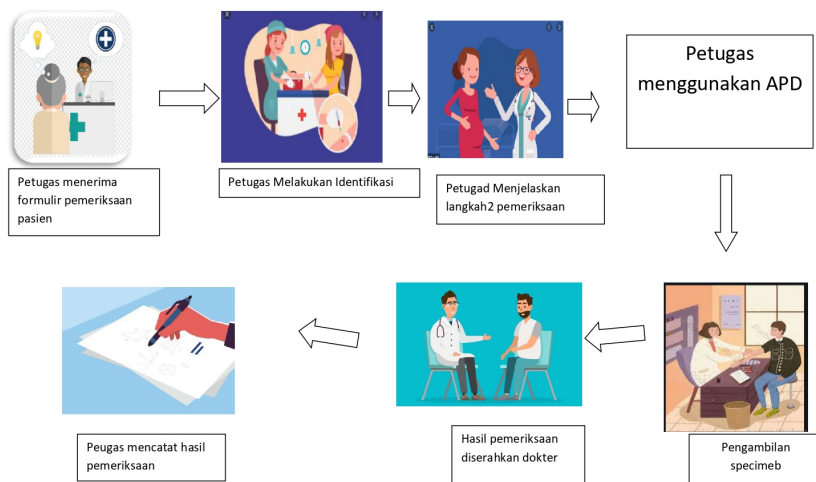 Petugas menerima
formulir pemeriksaan
pasien
Petugas Melakukan Identifikasi
Petugad Menjelaskan
langkah2 pemeriksaan
Petugas
menggunakan APD
Pengambilan
specimeb
Hasil pemeriksaan
diserahkan dokter
Peugas mencatat hasil
pemeriksaan